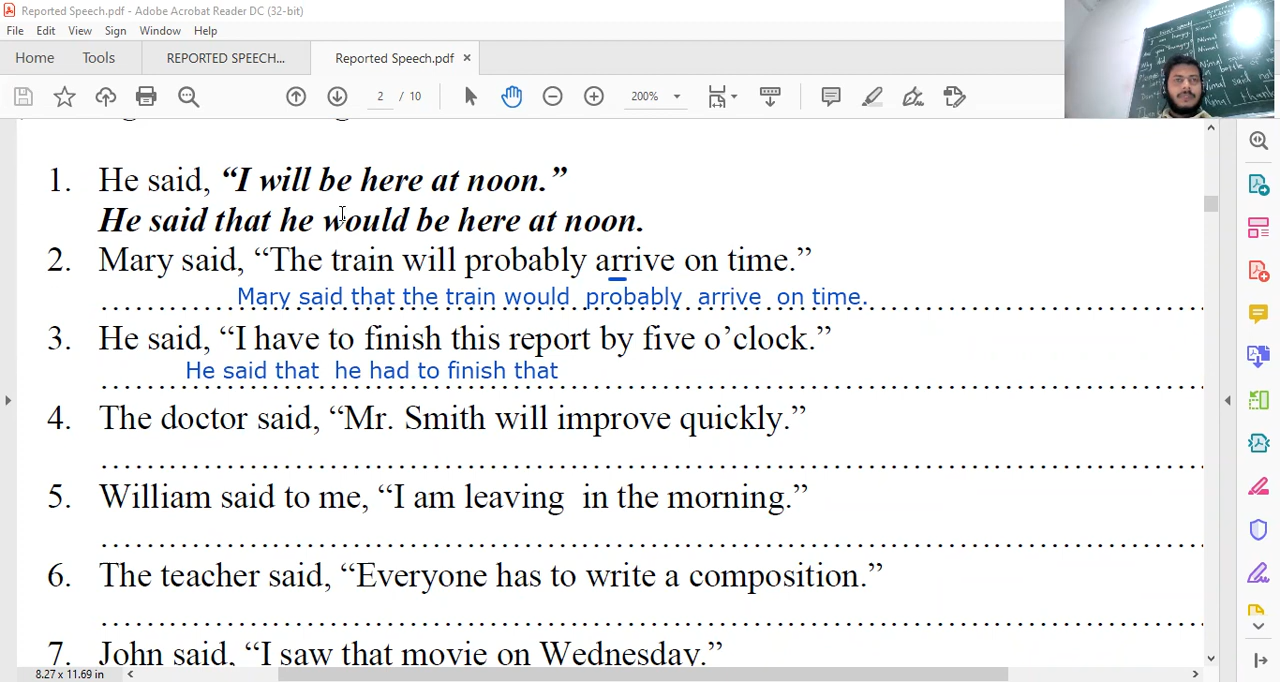 Reported Speech.pdf - Adobe Acrobat Reader DC (32-bit)
File Edit View Sign Window Help
Home Tools REPORTED SPEECH... Reported Speech.pdf ×
2 / 10 200%
1. He said, “I will be here at noon.”
He said that he would be here at noon.
2. Mary said, “The train will probably arrive on time.”
Mary said that the train would probably arrive on time.
3. He said, “I have to finish this report by five o’clock.”
He said that he had to finish that
4. The doctor said, “Mr. Smith will improve quickly.”
5. William said to me, “I am leaving in the morning.”
6. The teacher said, “Everyone has to write a composition.”
7. John said, “I saw that movie on Wednesday.”
8.27 x 11.69 in